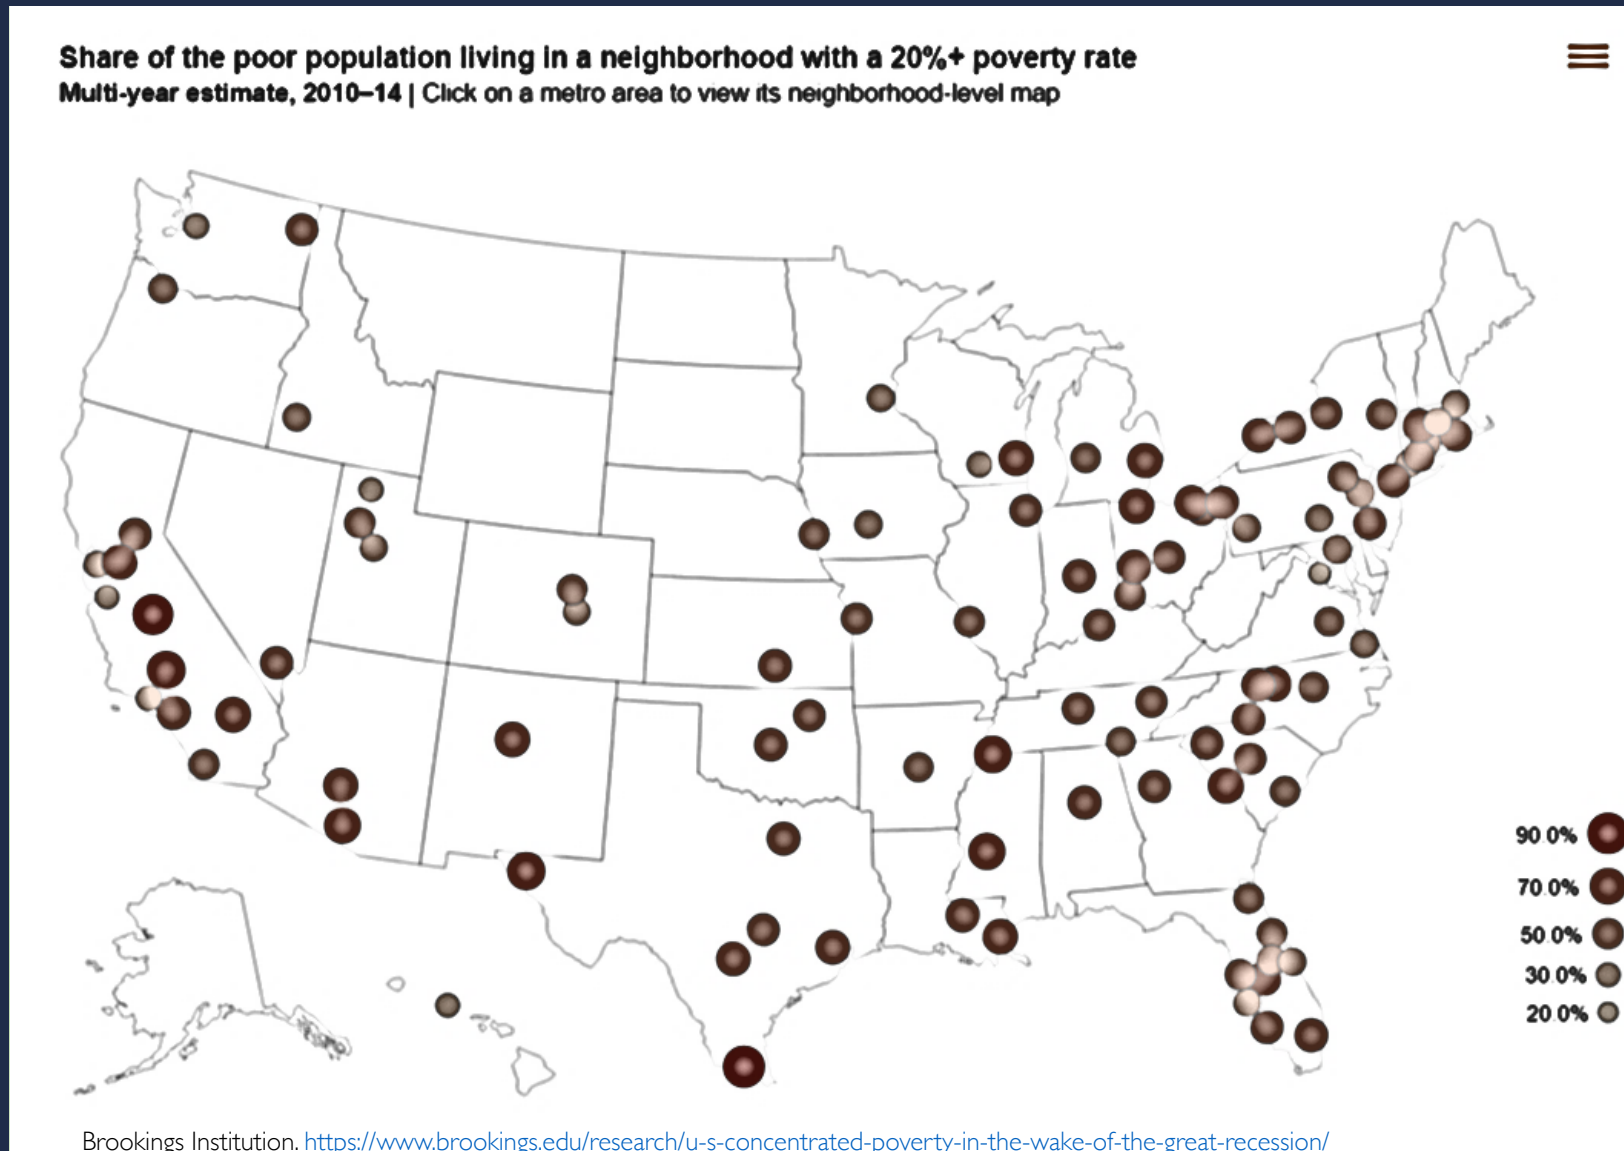 Share of the poor population living in a neighborhood with a 20%+ poverty rate
Multi-year estimate, 2010–14 | Click on a metro area to view its neighborhood-level map
90.0%
70.0%
50.0%
30.0%
20.0%
Brookings Institution. https://www.brookings.edu/research/u-s-concentrated-poverty-in-the-wake-of-the-great-recession/